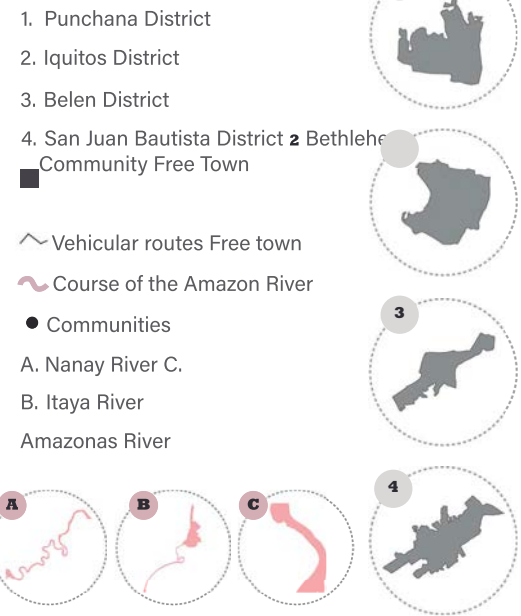 1. Punchana District
2. Iquitos District
3. Belen District
4. San Juan Bautista District 2 Bethlehe
Community Free Town
Vehicular routes Free town
Course of the Amazon River
Communities
A. Nanay River C.
B. Itaya River
Amazonas River
3
4
A
B
C